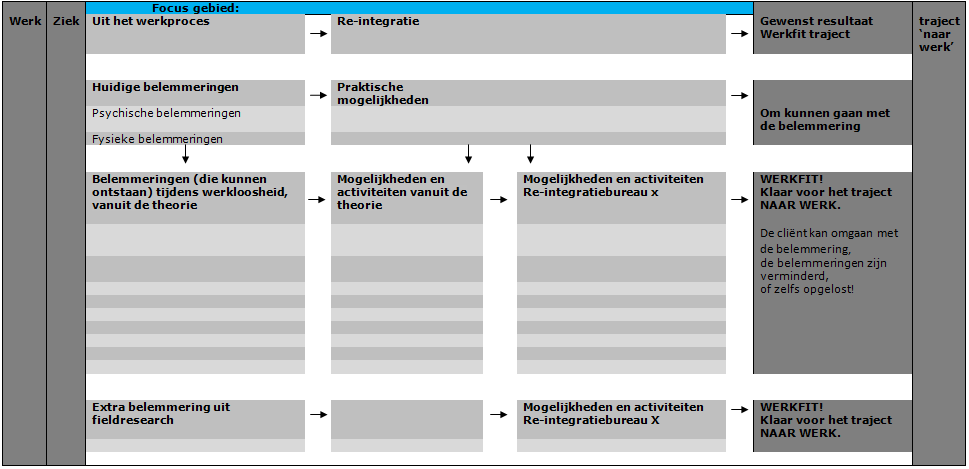 Focus gebied:
Werk
Ziek
Uit het werkproces
Re-integratie
Gewenst resultaat
Werkfit traject
traject
‘naar
werk’
Huidige belemmeringen
Psychische belemmeringen
Fysieke belemmeringen
Praktische
mogelijkheden
Om kunnen gaan met
de belemmering
Belemmeringen (die kunnen
ontstaan) tijdens werkloosheid,
vanuit de theorie
Mogelijkheden en
activiteiten vanuit de
theorie
Mogelijkheden en activiteiten
Re-integratiebureau x
WERKFIT!
Klaar voor het traject
NAAR WERK.
De cliënt kan omgaan met
de belemmering,
de belemmeringen zijn
verminderd,
of zelfs opgelost!
Extra belemmering uit
fieldresearch
Mogelijkheden en activiteiten
Re-integratiebureau X
WERKFIT!
Klaar voor het traject
NAAR WERK.